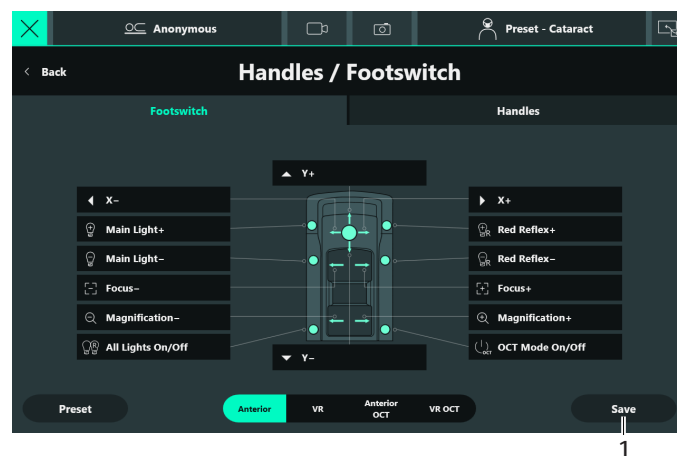 Anonymous
Preset - Cataract
Back
Handles / Footswitch
Footswitch
Handles
Y+
X–
X+
Main Light+
Red Reflex+
Main Light–
Red Reflex–
Focus–
Focus+
Magnification–
Magnification+
All Lights On/Off
OCT Mode On/Off
Y–
Preset
Anterior
VR
Anterior
OCT
VR OCT
Save
1